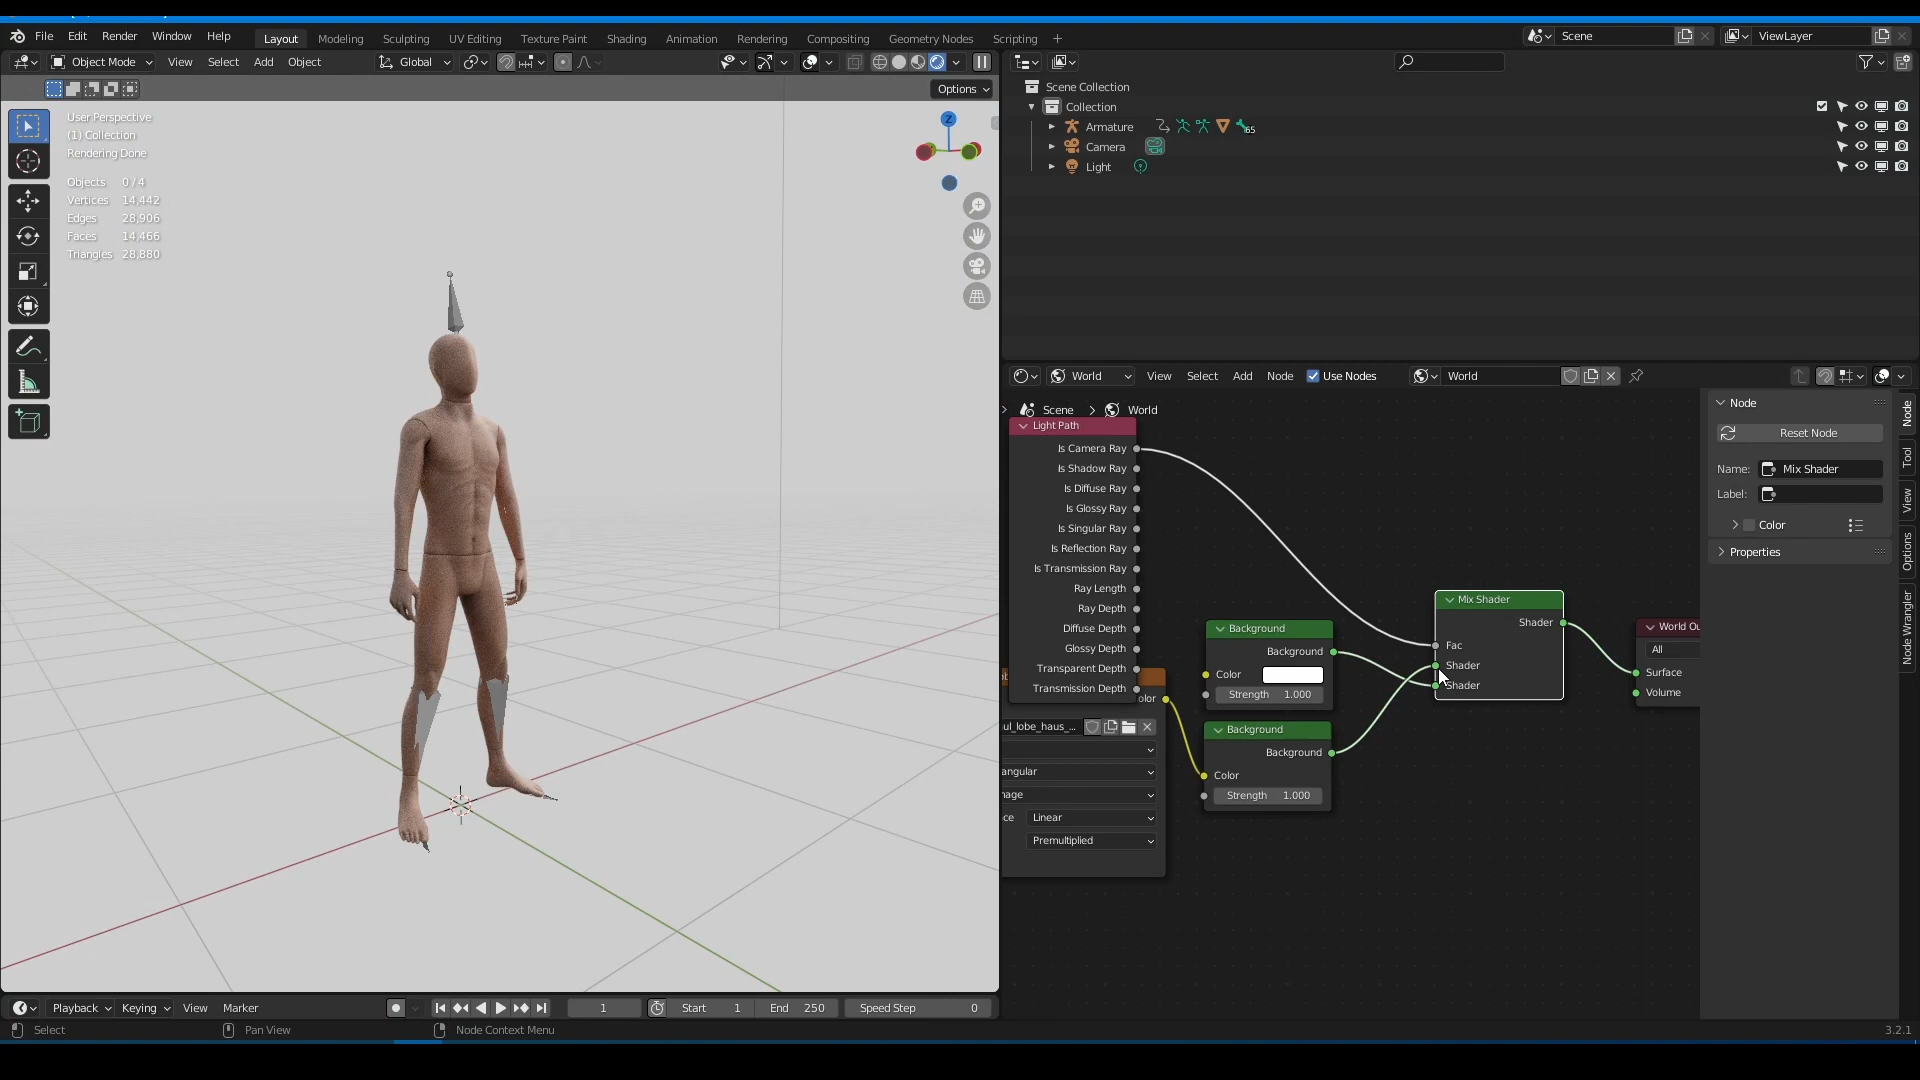 File Edit Render Window Help Layout Modeling Sculpting UV Editing Texture Paint Shading Animation Rendering Compositing Geometry Nodes Scripting + Scene ViewLayer
Object Mode View Select Add Object Global
Options
User Perspective
(1) Collection
Rendering Done
Objects 0/4
Vertices 14,442
Edges 28,906
Faces 14,466
Triangles 28,880
Z
Scene Collection
Collection
Armature 65
Camera
Light
World View Select Add Node Use Nodes World
Scene > World
Light Path
Is Camera Ray
Is Shadow Ray
Is Diffuse Ray
Is Glossy Ray
Is Singular Ray
Is Reflection Ray
Is Transmission Ray
Ray Length
Ray Depth
Diffuse Depth
Glossy Depth
Transparent Depth
Transmission Depth
olor
ul_lobe_haus_...
angular
nage
ce Linear
Premultiplied
Background
Background
Color
Strength 1.000
Background
Background
Color
Strength 1.000
Mix Shader
Shader
Fac
Shader
Shader
World Ou
All
Surface
Volume
Node
Reset Node
Name: Mix Shader
Label:
Color
Properties
Node
Tool
View
Options
Node Wrangler
Playback Keying View Marker 1 Start 1 End 250 Speed Step 0
Select Pan View Node Context Menu 3.2.1